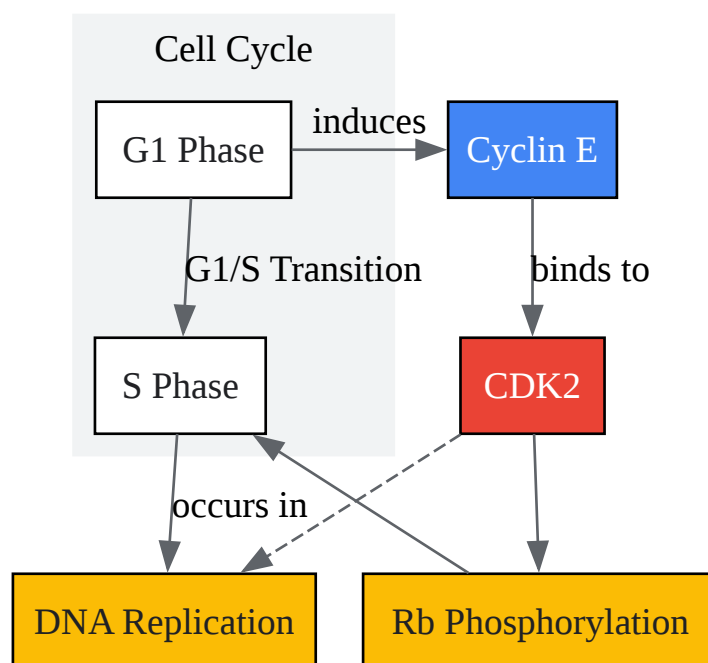 Cell Cycle
G1 Phase
induces
Cyclin E
G1/S Transition
binds to
S Phase
CDK2
occurs in
DNA Replication
Rb Phosphorylation